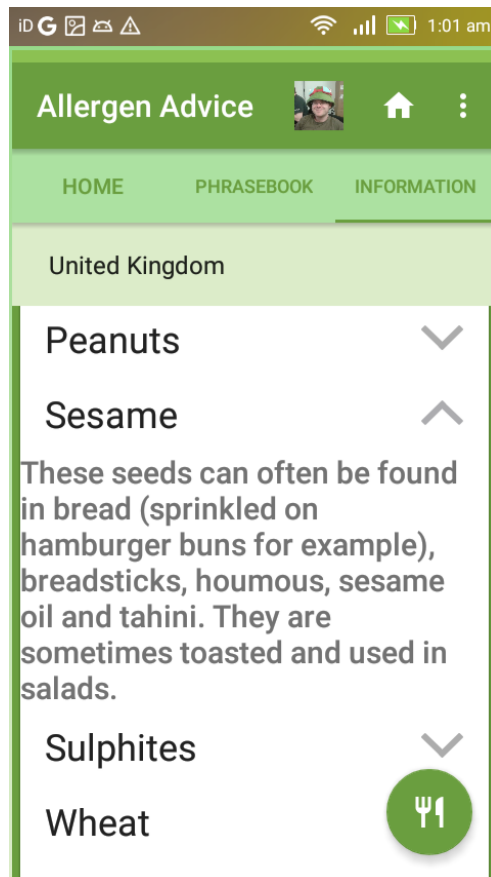 iD G 1:01 am
Allergen Advice
HOME PHRASEBOOK INFORMATION
United Kingdom
Peanuts
Sesame
These seeds can often be found
in bread (sprinkled on
hamburger buns for example),
breadsticks, houmous, sesame
oil and tahini. They are
sometimes toasted and used in
salads.
Sulphites
Wheat